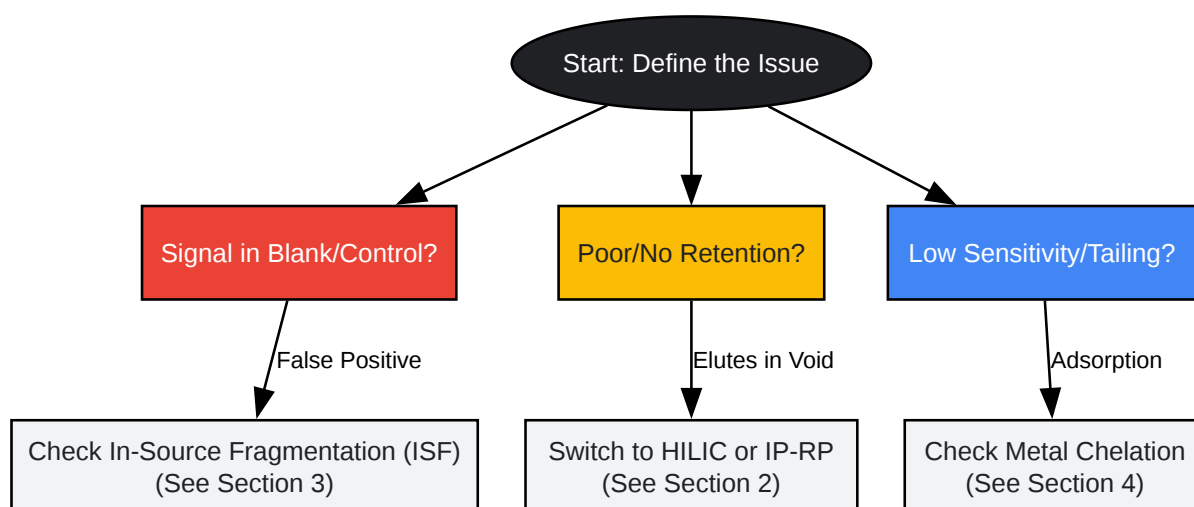 Start: Define the Issue
Signal in Blank/Control?
Poor/No Retention?
Low Sensitivity/Tailing?
False Positive
Elutes in Void
Adsorption
Check In-Source Fragmentation (ISF)
(See Section 3)
Switch to HILIC or IP-RP
(See Section 2)
Check Metal Chelation
(See Section 4)